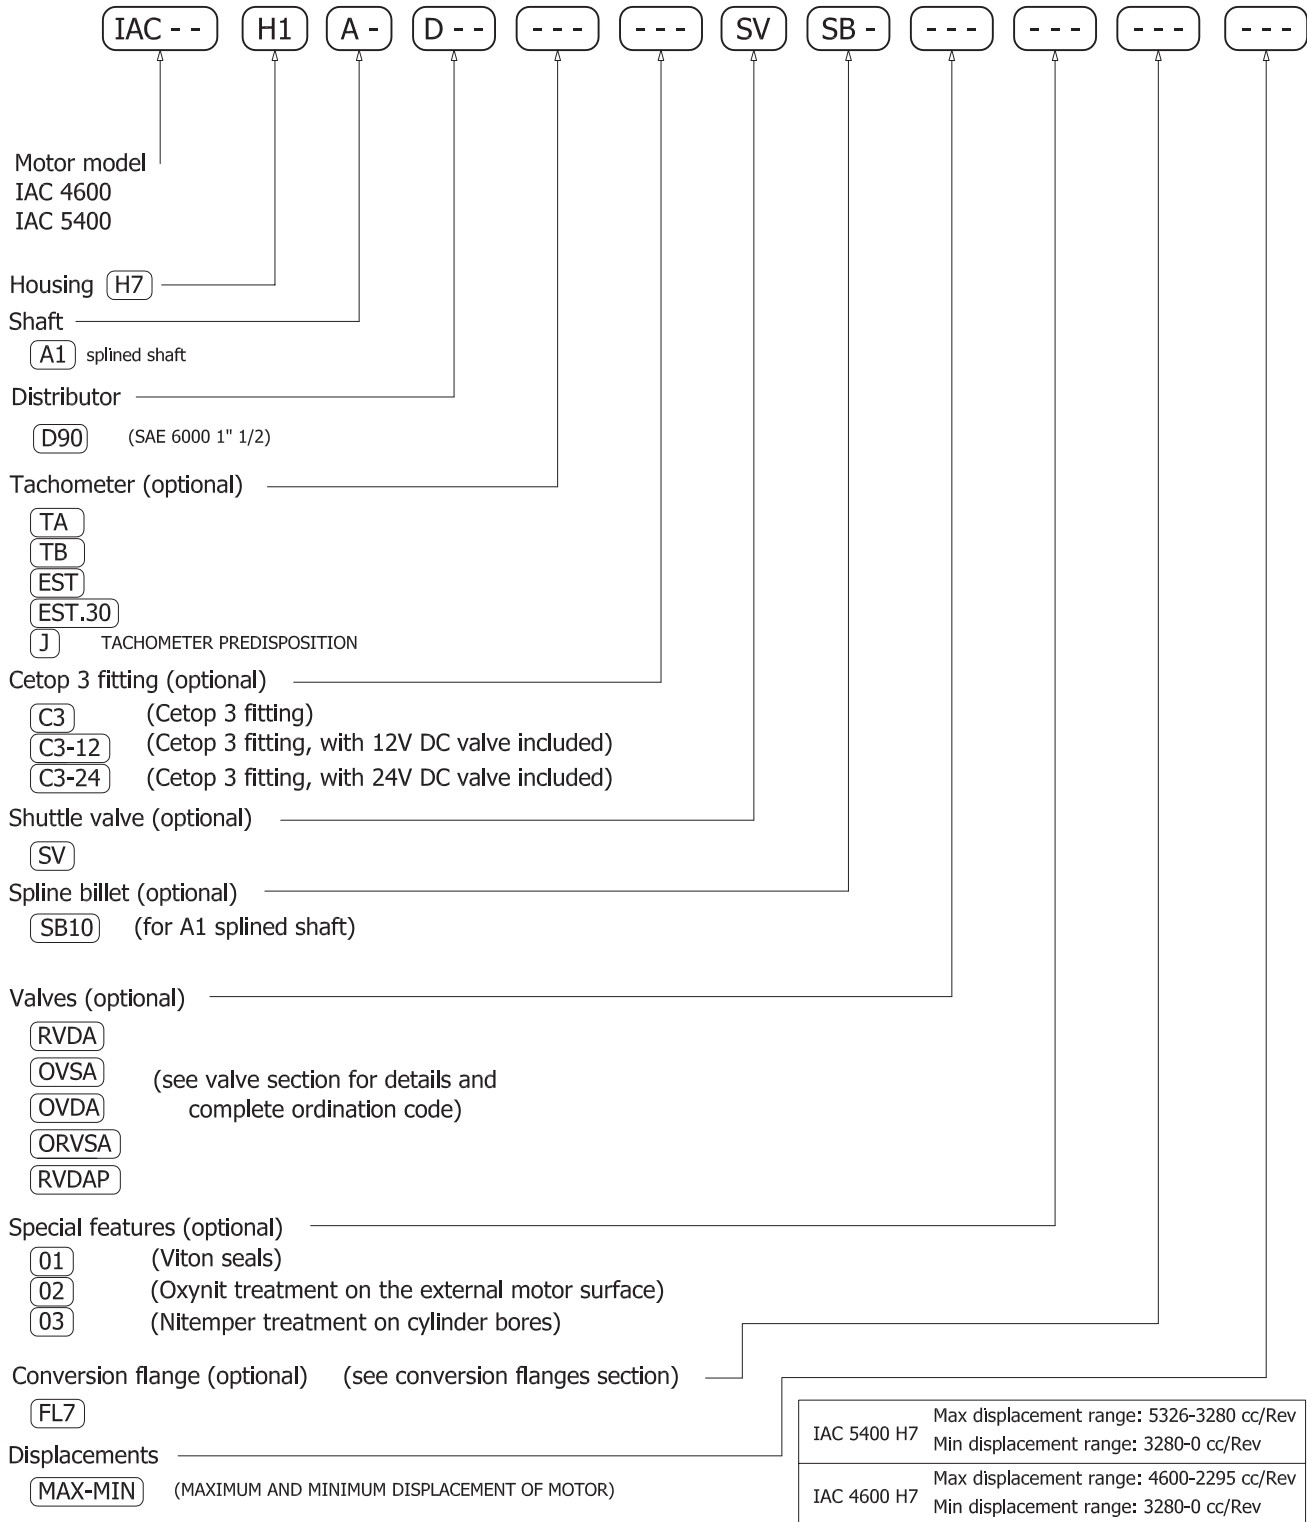 IAC - - H1 A - D - - - - - - - - SV SB - - - - - - - - - - - - -
Motor model
IAC 4600
IAC 5400
Housing H7
Shaft
A1 splined shaft
Distributor
D90 (SAE 6000 1" 1/2)
Tachometer (optional)
TA
TB
EST
EST.30
J TACHOMETER PREDISPOSITION
Cetop 3 fitting (optional)
C3 (Cetop 3 fitting)
C3-12 (Cetop 3 fitting, with 12V DC valve included)
C3-24 (Cetop 3 fitting, with 24V DC valve included)
Shuttle valve (optional)
SV
Spline billet (optional)
SB10 (for A1 splined shaft)
Valves (optional)
RVDA
OVSA
OVDA
ORVSA
RVDAP
(see valve section for details and
complete ordination code)
Special features (optional)
01 (Viton seals)
02 (Oxynit treatment on the external motor surface)
03 (Nitemper treatment on cylinder bores)
Conversion flange (optional) (see conversion flanges section)
FL7
Displacements
MAX-MIN (MAXIMUM AND MINIMUM DISPLACEMENT OF MOTOR)
IAC 5400 H7
Max displacement range: 5326-3280 cc/Rev
Min displacement range: 3280-0 cc/Rev
IAC 4600 H7
Max displacement range: 4600-2295 cc/Rev
Min displacement range: 3280-0 cc/Rev